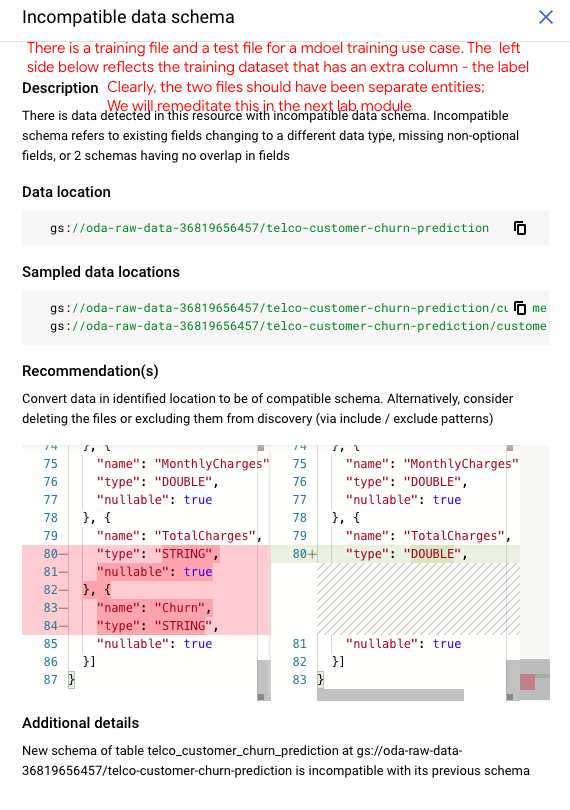 Incompatible data schema
There is a training file and a test file for a mdoel training use case. The  left
side below reflects the training dataset that has an extra column - the label
Description
Clearly, the two files should have been separate entities;
We will remeditate this in the next lab module
There is data detected in this resource with incompatible data schema. Incompatible
schema refers to existing fields changing to a different data type, missing non-optional
fields, or 2 schemas having no overlap in fields
Data location
gs://oda-raw-data-36819656457/telco-customer-churn-prediction
Sampled data locations
gs://oda-raw-data-36819656457/telco-customer-churn-prediction/cu me
gs://oda-raw-data-36819656457/telco-customer-churn-prediction/custome
Recommendation(s)
Convert data in identified location to be of compatible schema. Alternatively, consider
deleting the files or excluding them from discovery (via include / exclude patterns)
74 }, {
75 "name": "MonthlyCharges"
76 "type": "DOUBLE",
77 "nullable": true
78 }, {
79 "name": "TotalCharges",
80– "type": "STRING",
81– "nullable": true
82– }, {
83– "name": "Churn",
84– "type": "STRING",
85 "nullable": true
86 }]
87 }
74 }, {
75 "name": "MonthlyCharges"
76 "type": "DOUBLE",
77 "nullable": true
78 }, {
79 "name": "TotalCharges",
80+ "type": "DOUBLE",
81 "nullable": true
82 }]
83 }
Additional details
New schema of table telco_customer_churn_prediction at gs://oda-raw-data-
36819656457/telco-customer-churn-prediction is incompatible with its previous schema